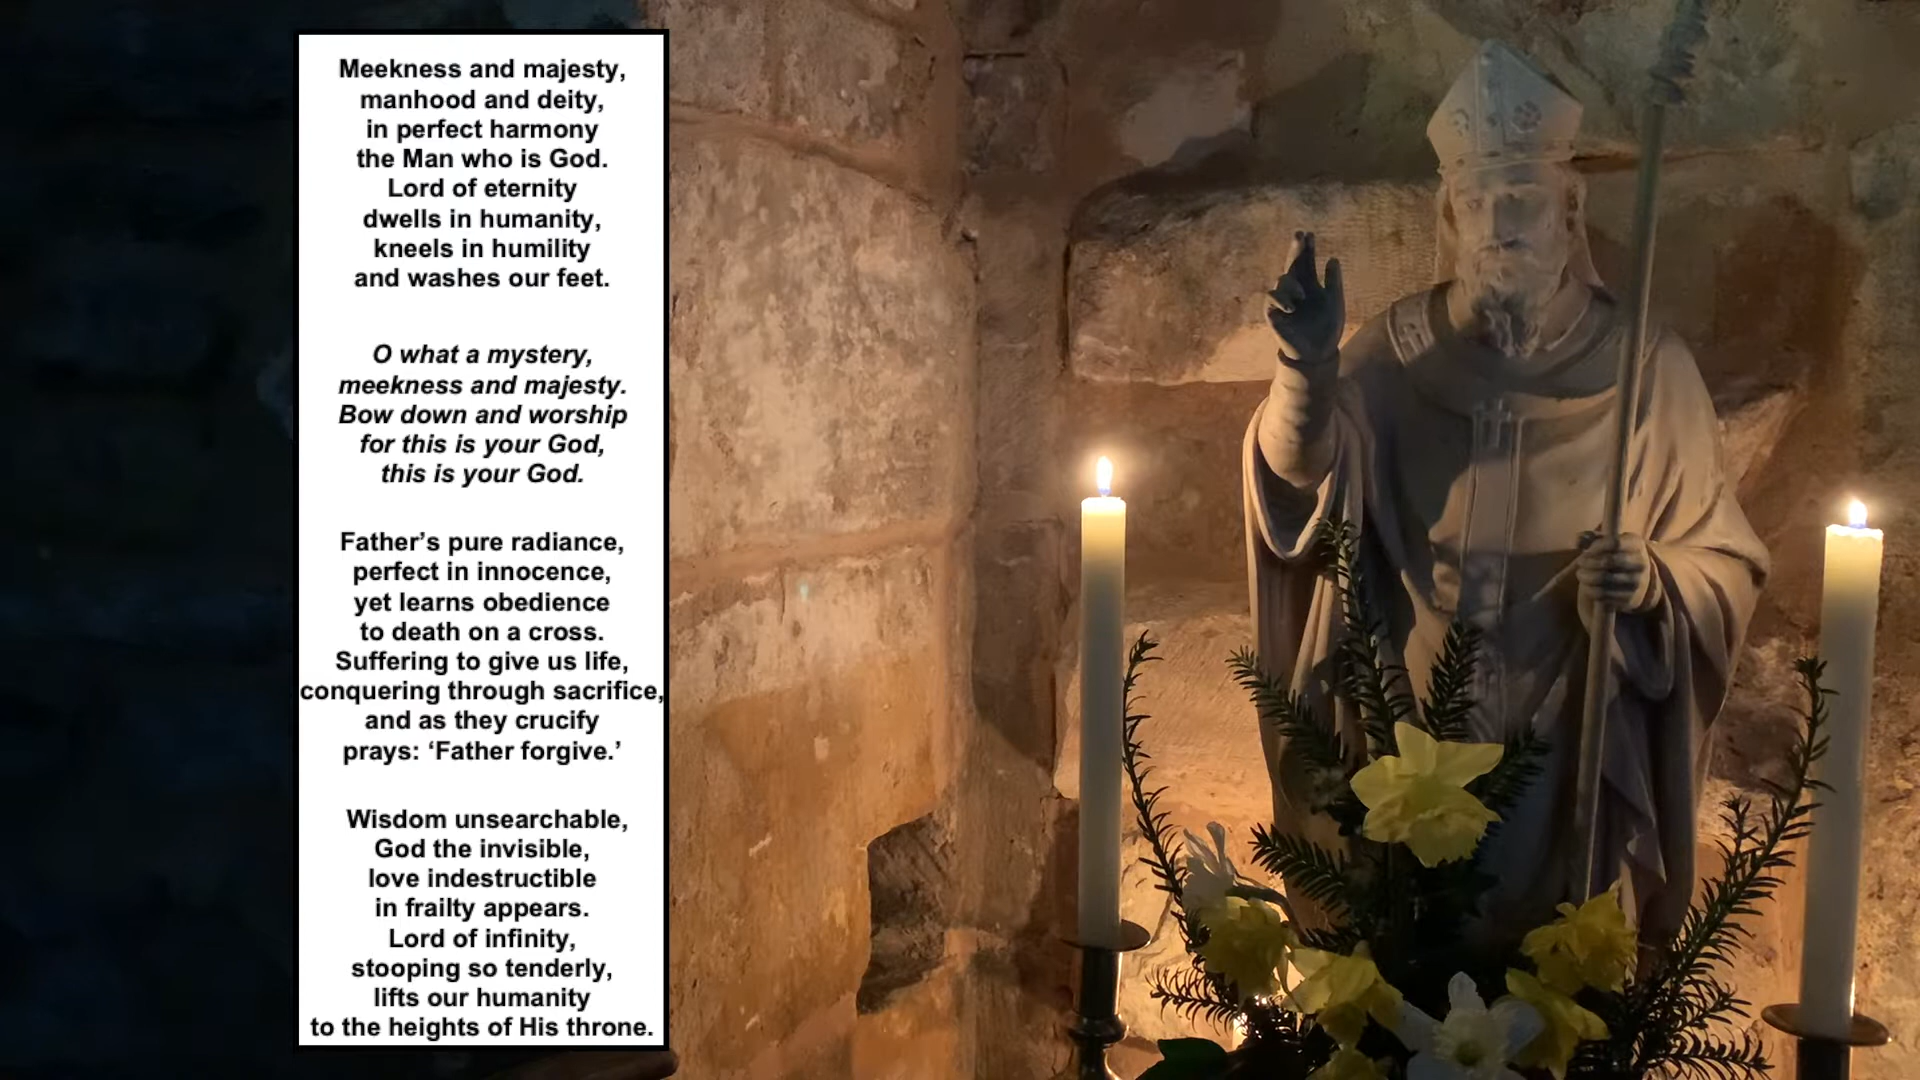 Meekness and majesty,
manhood and deity,
in perfect harmony
the Man who is God.
Lord of eternity
dwells in humanity,
kneels in humility
and washes our feet.
O what a mystery,
meekness and majesty.
Bow down and worship
for this is your God,
this is your God.
Father’s pure radiance,
perfect in innocence,
yet learns obedience
to death on a cross.
Suffering to give us life,
conquering through sacrifice,
and as they crucify
prays: ‘Father forgive.’
Wisdom unsearchable,
God the invisible,
love indestructible
in frailty appears.
Lord of infinity,
stooping so tenderly,
lifts our humanity
to the heights of His throne.